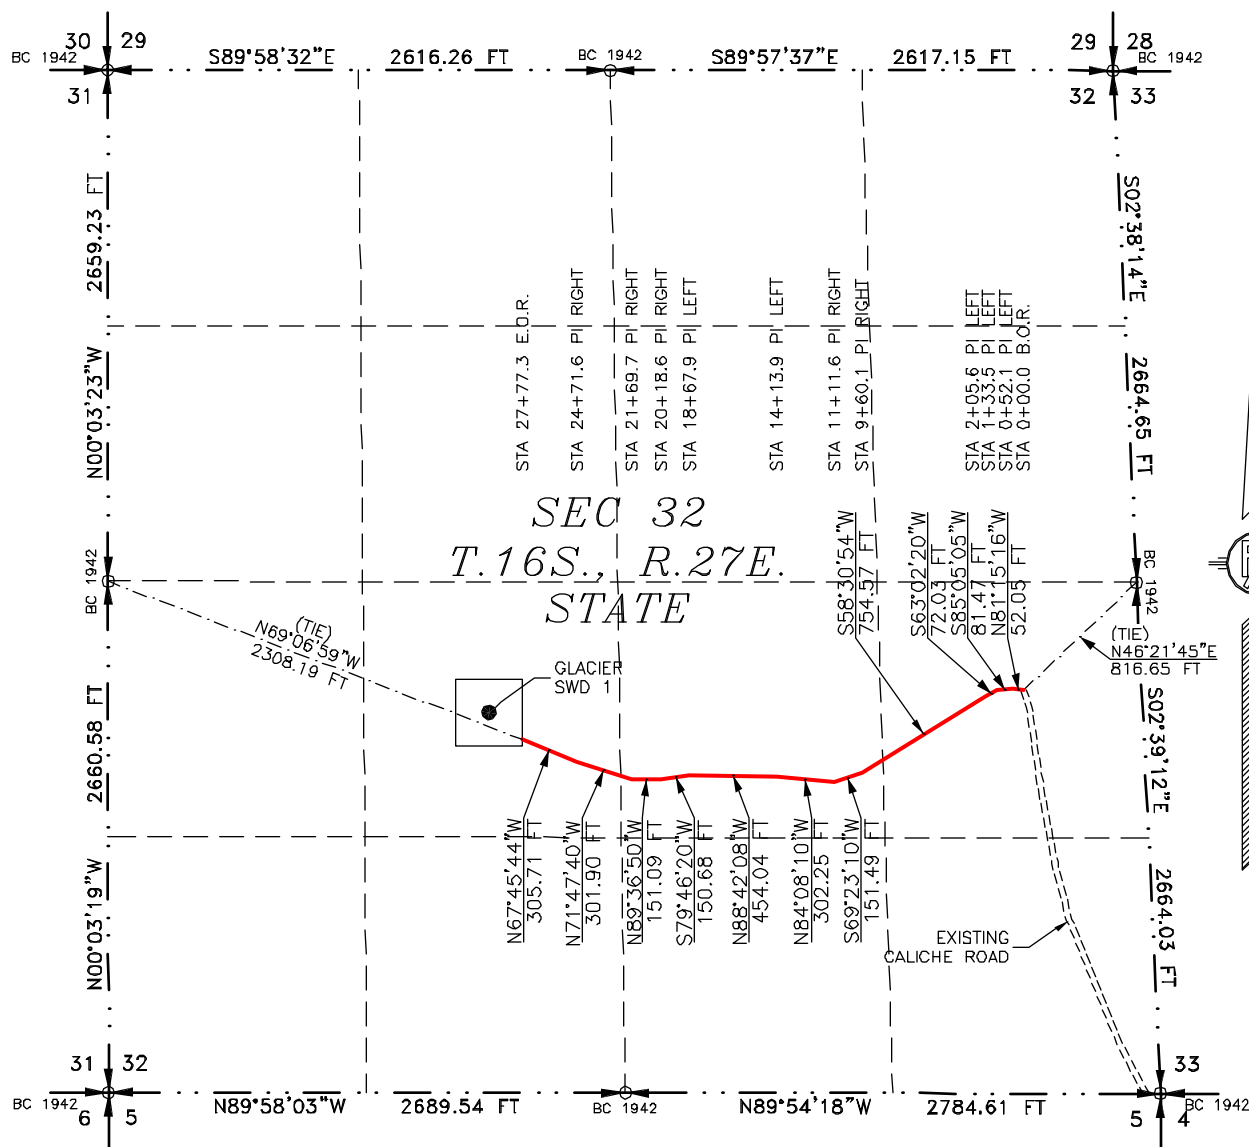 30 29
BC 1942
31
S89°58'32"E 2616.26 FT
BC 1942
S89°57'37"E 2617.15 FT
29 28
BC 1942
32 33
N00°03'23"W 2659.23 FT
S02°38'14"E 2664.65 FT
STA 27+77.3 E.O.R.
STA 24+71.6 PI RIGHT
STA 21+69.7 PI RIGHT
STA 20+18.6 PI RIGHT
STA 18+67.9 PI LEFT
STA 14+13.9 PI LEFT
STA 11+11.6 PI RIGHT
STA 9+60.1 PI RIGHT
STA 2+05.6 PI LEFT
STA 1+33.5 PI LEFT
STA 0+52.1 PI LEFT
STA 0+00.0 B.O.R.
SEC 32
T.16S., R.27E.
STATE
BC 1942
BC 1942
S58°30'54"W
754.57 FT
S63°02'20"W
72.03 FT
S85°05'05"W
81.47 FT
N81°15'16"W
52.05 FT
(TIE)
N69°06'59"W
2308.19 FT
GLACIER
SWD 1
(TIE)
N46°21'45"E
816.65 FT
N00°03'19"W 2660.58 FT
S02°39'12"E 2664.03 FT
N67°45'44"W
305.71 FT
N71°47'40"W
301.90 FT
N89°36'50"W
151.09 FT
S79°46'20"W
150.68 FT
N88°42'08"W
454.04 FT
N84°08'10"W
302.25 FT
S69°23'10"W
151.49 FT
EXISTING
CALICHE ROAD
31 32
BC 1942
6 5
N89°58'03"W 2689.54 FT
BC 1942
N89°54'18"W 2784.61 FT
33
5 4
BC 1942